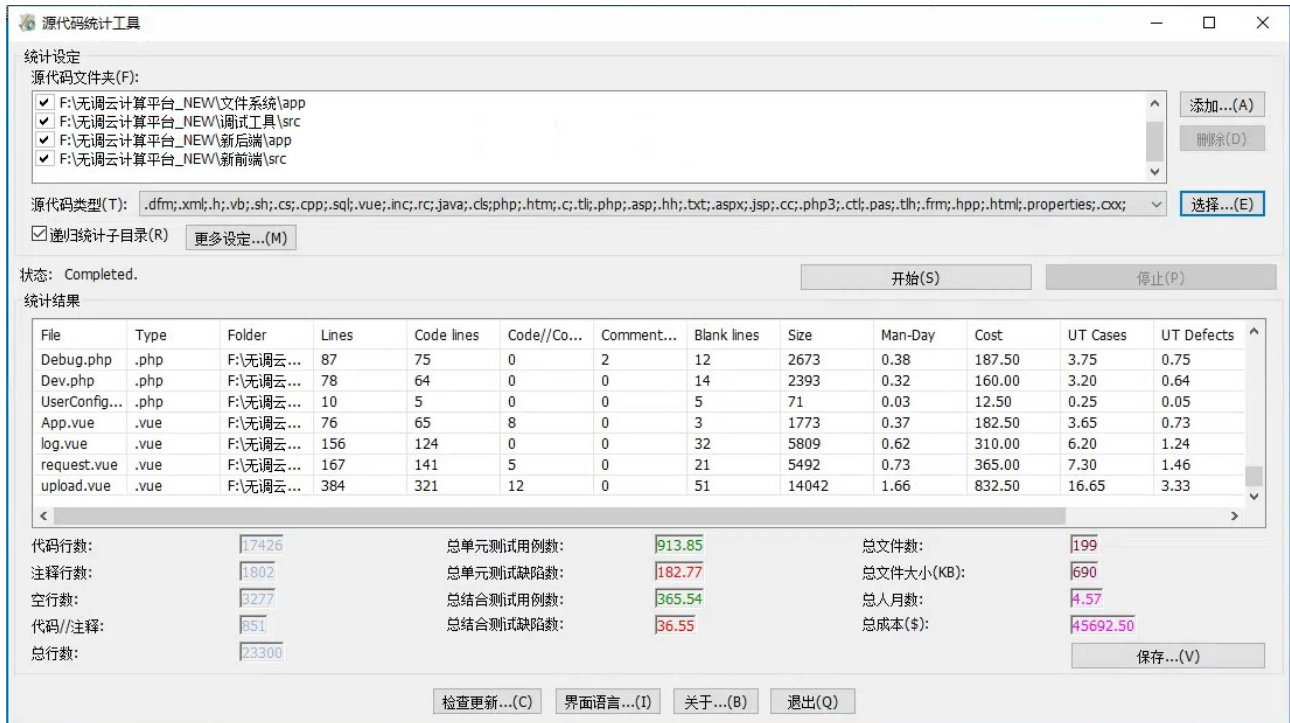 源代码统计工具
统计设定
源代码文件夹(F):
F:\无调云计算平台_NEW\文件系统\app
F:\无调云计算平台_NEW\调试工具\src
F:\无调云计算平台_NEW\新后端\app
F:\无调云计算平台_NEW\新前端\src
添加...(A)
删除(D)
源代码类型(T): .dfm;.xml;.h;.vb;.sh;.cs;.cpp;.sql;.vue;.inc;.rc;.java;.cls;php;.htm;.c;.tli;.php;.asp;.hh;.txt;.aspx;.jsp;.cc;.php3;.ctl;.pas;.tlh;.frm;.hpp;.html;.properties;.cxx; 选择...(E)
递归统计子目录(R) 更多设定...(M)
状态: Completed. 开始(S) 停止(P)
统计结果
File Type Folder Lines Code lines Code//Co... Comment... Blank lines Size Man-Day Cost UT Cases UT Defects
Debug.php .php F:\无调云... 87 75 0 2 12 2673 0.38 187.50 3.75 0.75
Dev.php .php F:\无调云... 78 64 0 0 14 2393 0.32 160.00 3.20 0.64
UserConfig... .php F:\无调云... 10 5 0 0 5 71 0.03 12.50 0.25 0.05
App.vue .vue F:\无调云... 76 65 8 0 3 1773 0.37 182.50 3.65 0.73
log.vue .vue F:\无调云... 156 124 0 0 32 5809 0.62 310.00 6.20 1.24
request.vue .vue F:\无调云... 167 141 5 0 21 5492 0.73 365.00 7.30 1.46
upload.vue .vue F:\无调云... 384 321 12 0 51 14042 1.66 832.50 16.65 3.33
代码行数: 17426 总单元测试用例数: 913.85 总文件数: 199
注释行数: 1802 总单元测试缺陷数: 182.77 总文件大小(KB): 690
空行数: 3277 总结合测试用例数: 365.54 总人月数: 4.57
代码//注释: 851 总结合测试缺陷数: 36.55 总成本($): 45692.50
总行数: 23300 保存...(V)
检查更新...(C) 界面语言...(I) 关于...(B) 退出(Q)